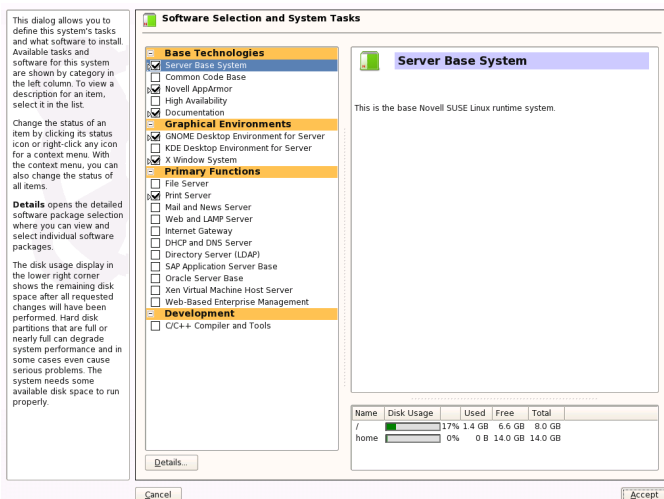 This dialog allows you to
define this system's tasks
and what software to install.
Available tasks and
software for this system
are shown by category in
the left column. To view a
description for an item,
select it in the list.
Change the status of an
item by clicking its status
icon or right-click any icon
for a context menu. With
the context menu, you can
also change the status of
all items.
Details opens the detailed
software package selection
where you can view and
select individual software
packages.
The disk usage display in
the lower right corner
shows the remaining disk
space after all requested
changes will have been
performed. Hard disk
partitions that are full or
nearly full can degrade
system performance and in
some cases even cause
serious problems. The
system needs some
available disk space to run
properly.
Software Selection and System Tasks
Base Technologies
Server Base System
Common Code Base
Novell AppArmor
High Availability
Documentation
Graphical Environments
GNOME Desktop Environment for Server
KDE Desktop Environment for Server
X Window System
Primary Functions
File Server
Print Server
Mail and News Server
Web and LAMP Server
Internet Gateway
DHCP and DNS Server
Directory Server (LDAP)
SAP Application Server Base
Oracle Server Base
Xen Virtual Machine Host Server
Web-Based Enterprise Management
Development
C/C++ Compiler and Tools
Details...
Server Base System
This is the base Novell SUSE Linux runtime system.
Name Disk Usage Used Free Total
/ 17% 1.4 GB 6.6 GB 8.0 GB
home 0% 0 B 14.0 GB 14.0 GB
Cancel
Accept